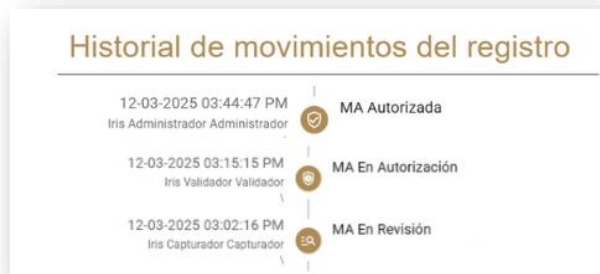 Historial de movimientos del registro
12-03-2025 03:44:47 PM
Iris Administrador Administrador
MA Autorizada
12-03-2025 03:15:15 PM
Iris Validador Validador
MA En Autorización
12-03-2025 03:02:16 PM
Iris Capturador Capturador
MA En Revisión